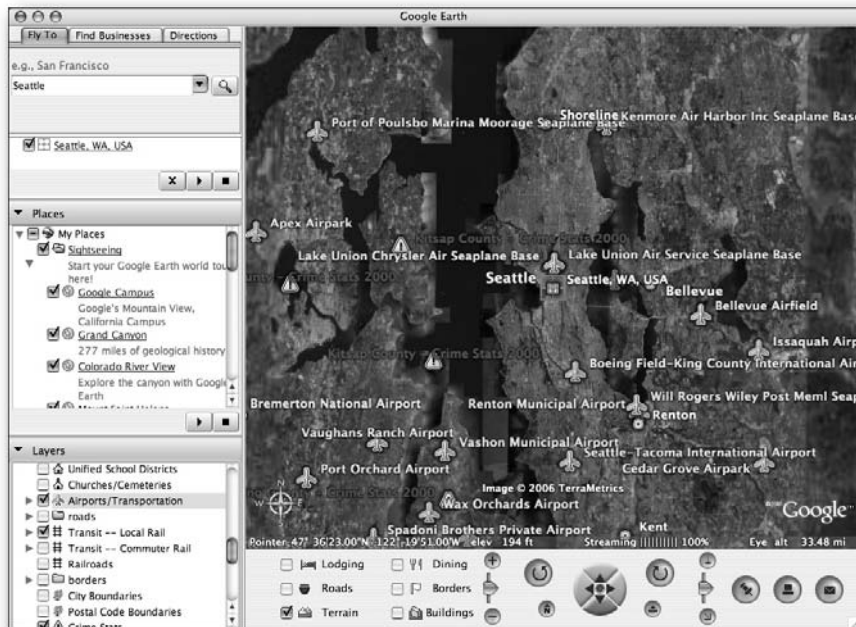 Google Earth
Fly To
Find Businesses
Directions
e.g., San Francisco
Seattle
Seattle, WA, USA
Places
My Places
Sightseeing
Start your Google Earth world tou
here!
Google Campus
Google's Mountain View,
California Campus
Grand Canyon
277 miles of geological history
Colorado River View
Explore the canyon with Googl
Earth
Layers
Unified School Districts
Churches/Cemeteries
Airports/Transportation
roads
Transit -- Local Rail
Transit -- Commuter Rail
Railroads
borders
City Boundaries
Postal Code Boundaries
Crime Stats
Shoreline
Kenmore Air Harbor Inc Seaplane Base
Port of Poulsbo Marina Moorage Seaplane Base
Apex Airpark
Kitsap County - Crime Stats 2000
Lake Union Chrysler Air Seaplane Base
Lake Union Air Service Seaplane Base
unty - Crime Stats 2000
Seattle
Seattle, WA, USA
Bellevue
Bellevue Airfield
Issaquah Airp
Kitsap County - Crime Stats 2000
Boeing Field-King County International Air
Bremerton National Airport
Renton Municipal Airport
Will Rogers Wiley Post Meml Seap
Renton
Vaughans Ranch Airport
Vashon Municipal Airport
Seattle-Tacoma International Airport
Port Orchard Airport
Cedar Grove Airpark
N
Image © 2006 TerraMetrics
Wax Orchards Airport
Google
Spadoni Brothers Private Airport
Kent
Pointer 47° 36'23.00"N -122° 19'51.00"W elev 194 ft
Streaming |||||||||| 100%
Eye alt 33.48 mi
Lodging
Dining
Roads
Borders
Terrain
Buildings